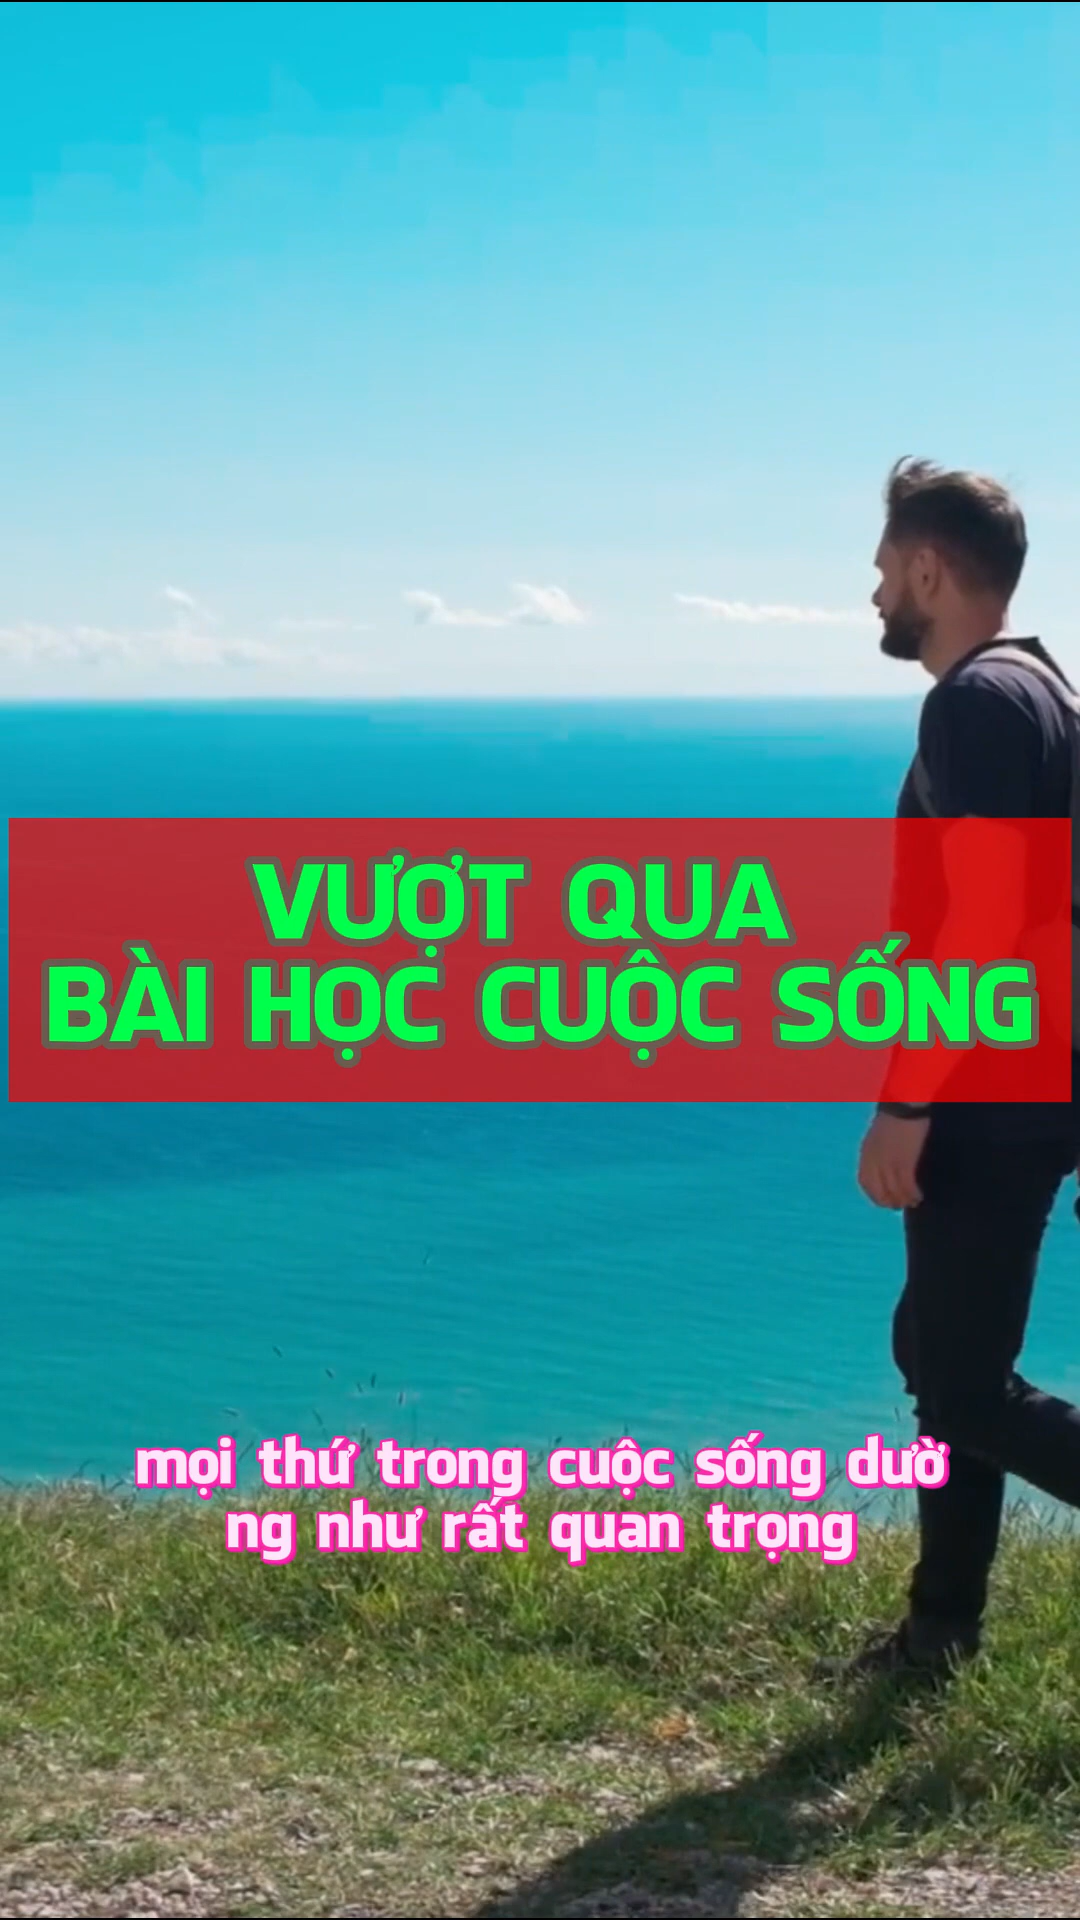 VƯỢT QUA
BÀI HỌC CUỘC SỐNG
mọi thứ trong cuộc sống dườ
ng như rất quan trọng